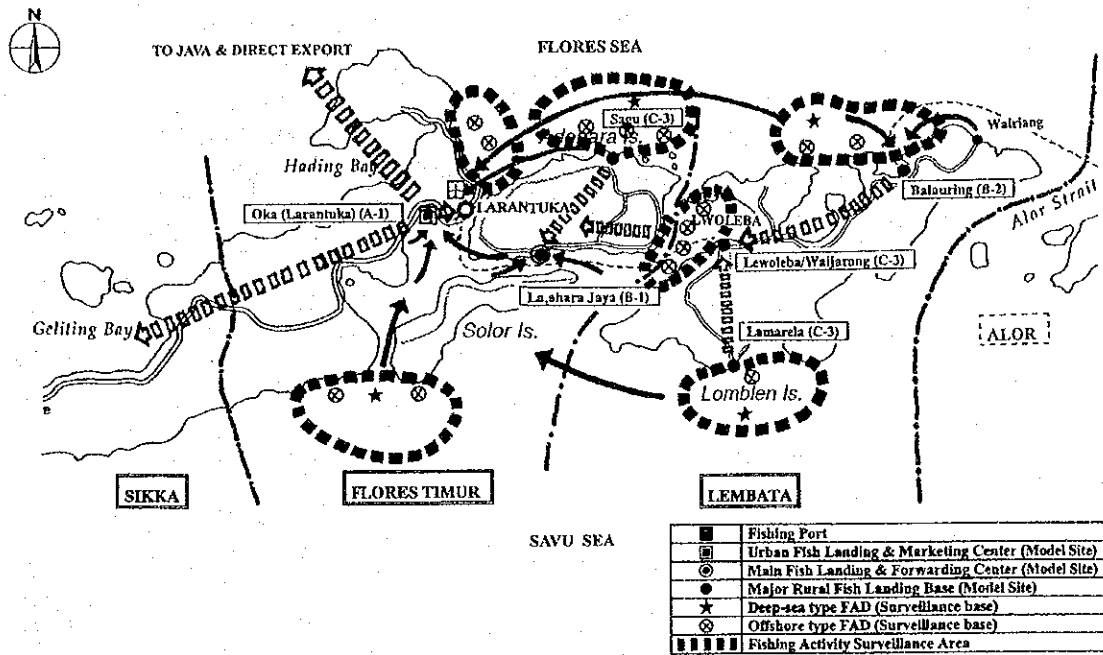 N
TO JAVA & DIRECT EXPORT
FLORES SEA
Sagu (C-3)
Wairiang
Hading Bay
Balauring (B-2)
Oka (Larantuka) (A-1)
LARANTUKA
LWOLEBA
Alor Strait
Lewoleba/Waijarong (C-3)
La,shara Jaya (B-1)
Geliting Bay
Solor Is.
Lamarela (C-3)
ALOR
Lomblen Is.
SIKKA
FLORES TIMUR
LEMBATA
SAVU SEA
Fishing Port
Urban Fish Landing & Marketing Center (Model Site)
Main Fish Landing & Forwarding Center (Model Site)
Major Rural Fish Landing Base (Model Site)
Deep-sea type FAD (Surveillance base)
Offshore type FAD (Surveillance base)
Fishing Activity Surveillance Area